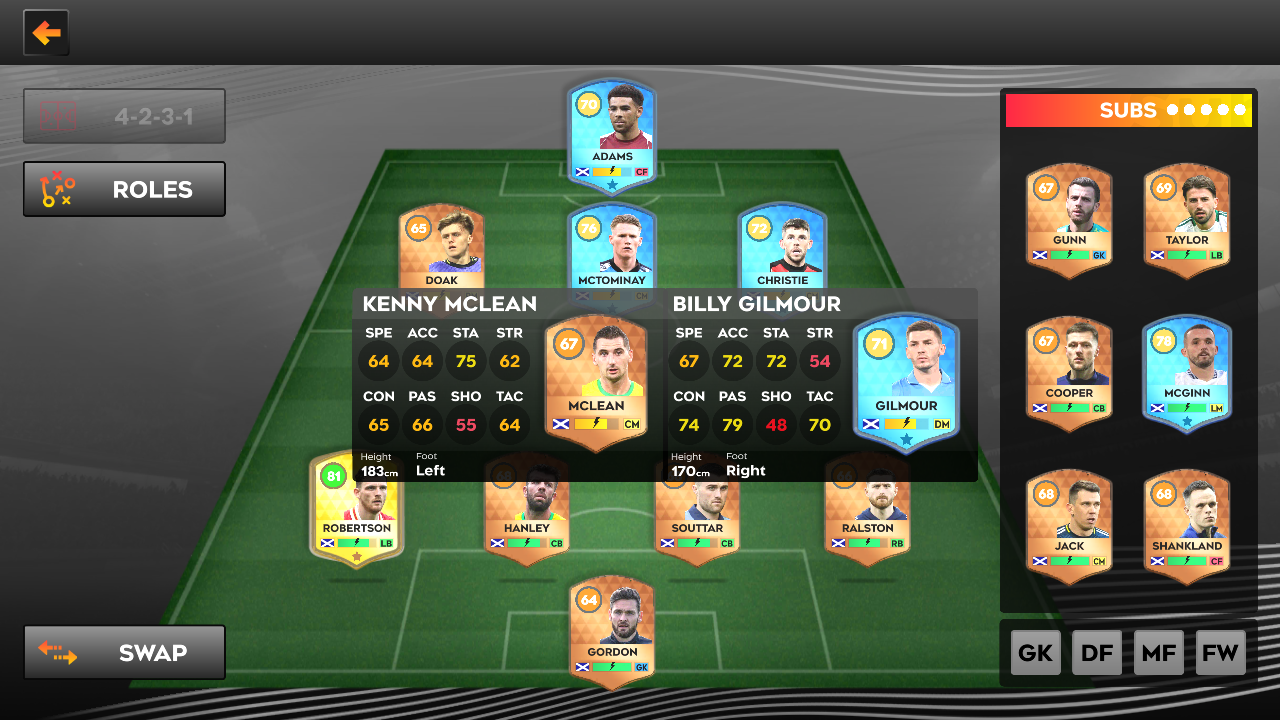 4-2-3-1
ROLES
SUBS
70
ADAMS
CF
65
DOAK
76
MCTOMINAY
CM
72
CHRISTIE
KENNY MCLEAN
SPE ACC STA STR
64 64 75 62
CON PAS SHO TAC
65 66 55 64
Height Foot
183cm Left
67
MCLEAN
CM
BILLY GILMOUR
SPE ACC STA STR
67 72 72 54
CON PAS SHO TAC
74 79 48 70
Height Foot
170cm Right
71
GILMOUR
DM
81
ROBERTSON
LB
HANLEY
CB
SOUTTAR
CB
RALSTON
RB
64
GORDON
GK
67
GUNN
GK
69
TAYLOR
LB
67
COOPER
CB
78
MCGINN
LM
68
JACK
CM
68
SHANKLAND
CF
SWAP
GK DF MF FW